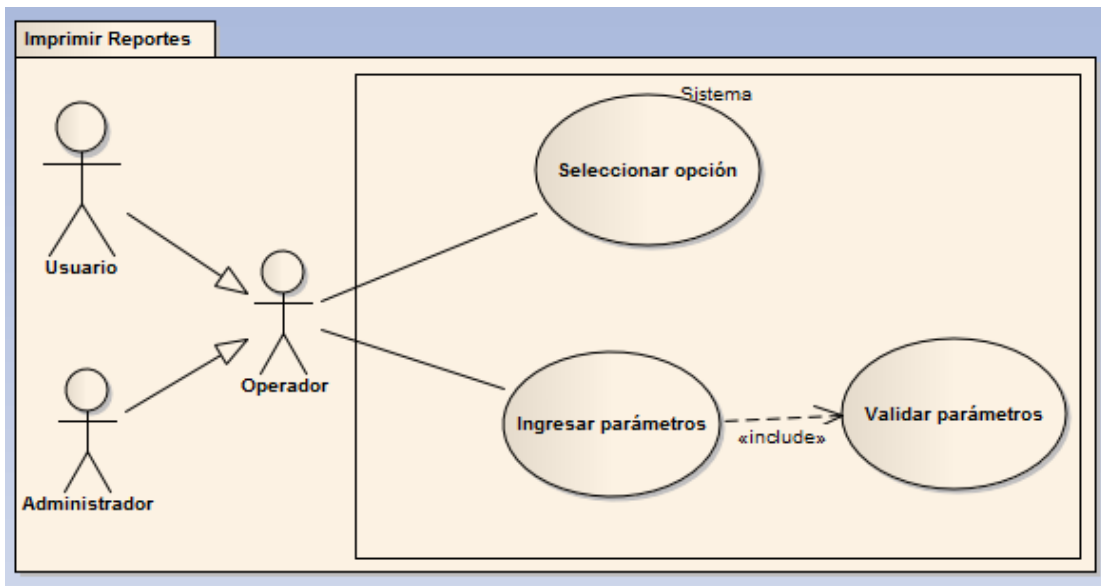 Imprimir Reportes
Sistema
Seleccionar opción
Usuario
Operador
Ingresar parámetros
«include»
Validar parámetros
Administrador